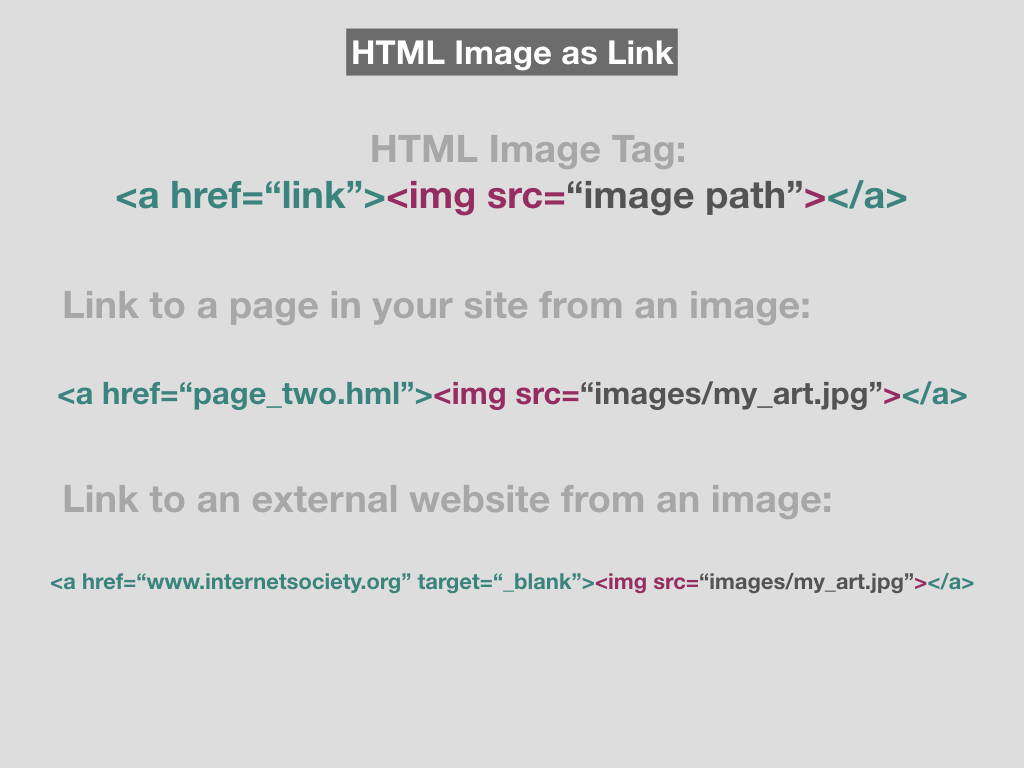 HTML Image as Link
HTML Image Tag:
<a href=“link”><img src=“image path”></a>
Link to a page in your site from an image:
<a href=“page_two.hml”><img src=“images/my_art.jpg”></a>
Link to an external website from an image:
<a href=“www.internetsociety.org” target=“_blank”><img src=“images/my_art.jpg”></a>